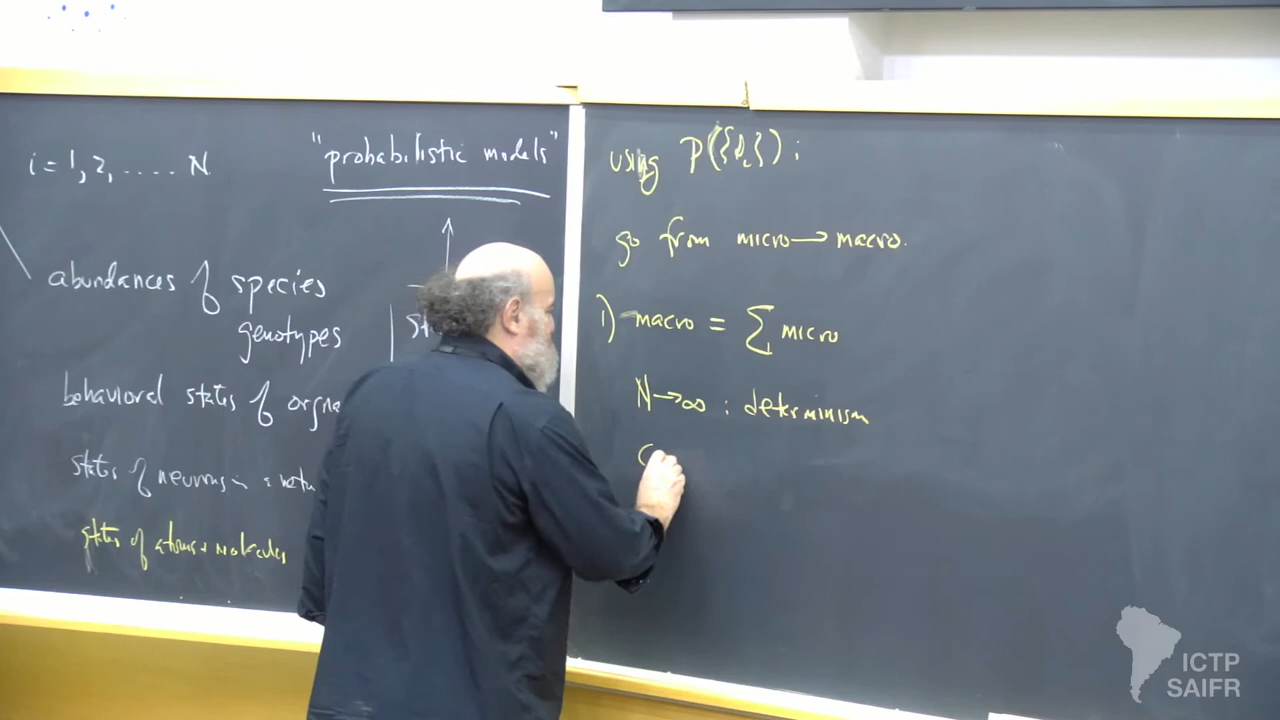 i = 1, 2, .... N
"probabilistic models"
abundances of species
genotypes
behavioral states of
states of neurons in a
states of atoms + molecules
using P({
go from micro → macro.
1) macro = ∑ micro
N → ∞ : determinism
ICTP
SAIFR